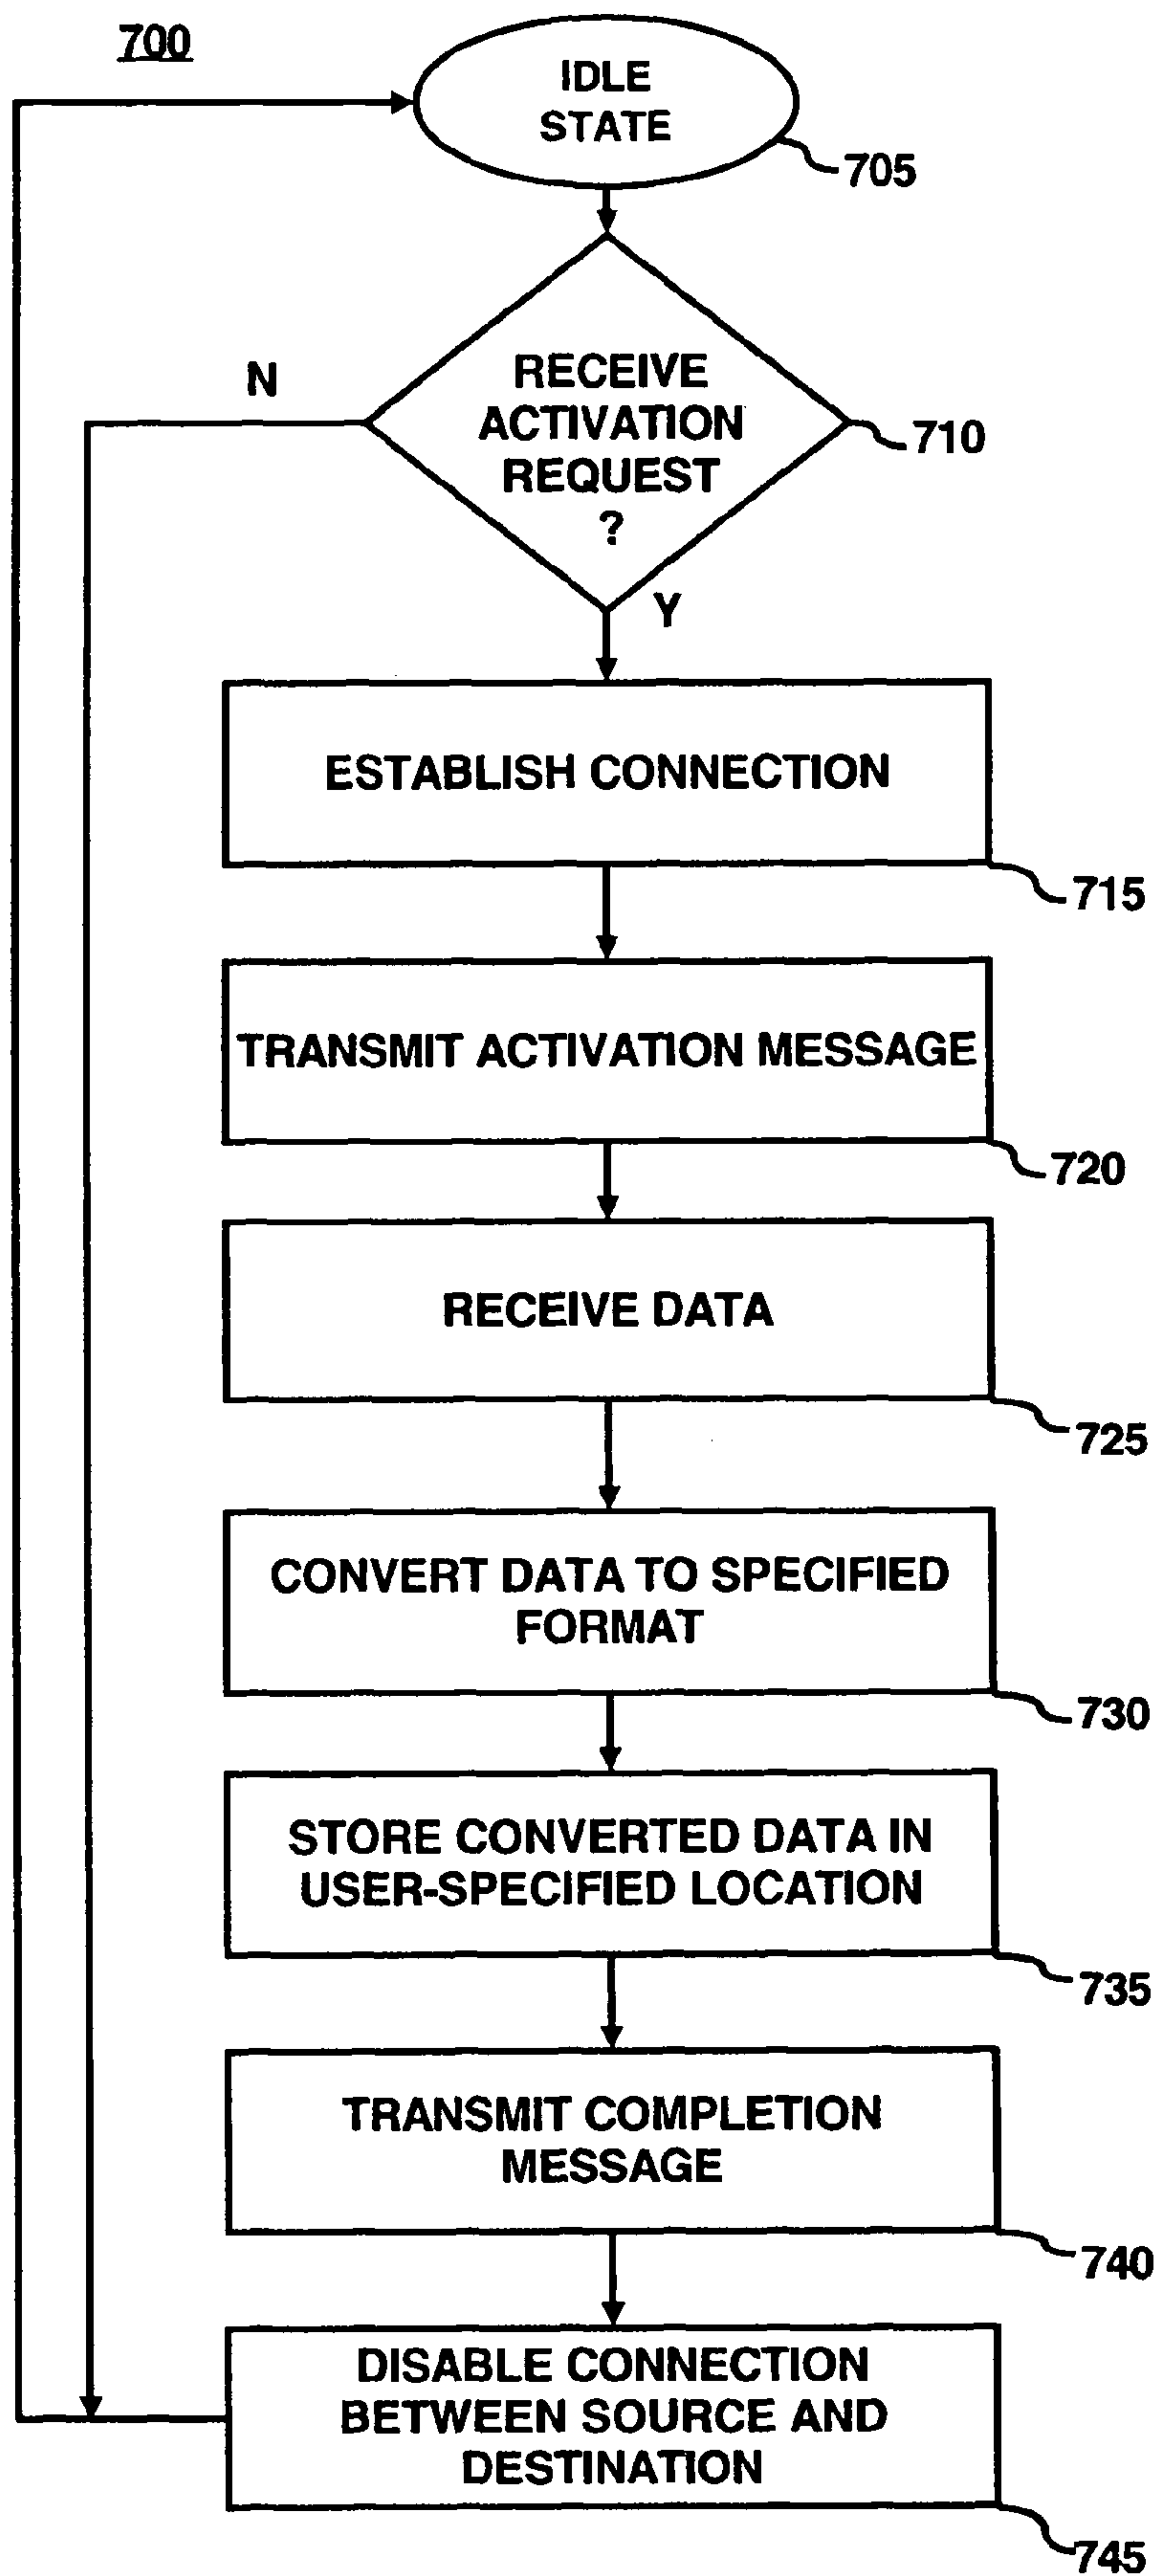 700
IDLE
STATE
705
RECEIVE
ACTIVATION
REQUEST
?
710
N
Y
ESTABLISH CONNECTION
715
TRANSMIT ACTIVATION MESSAGE
720
RECEIVE DATA
725
CONVERT DATA TO SPECIFIED
FORMAT
730
STORE CONVERTED DATA IN
USER-SPECIFIED LOCATION
735
TRANSMIT COMPLETION
MESSAGE
740
DISABLE CONNECTION
BETWEEN SOURCE AND
DESTINATION
745